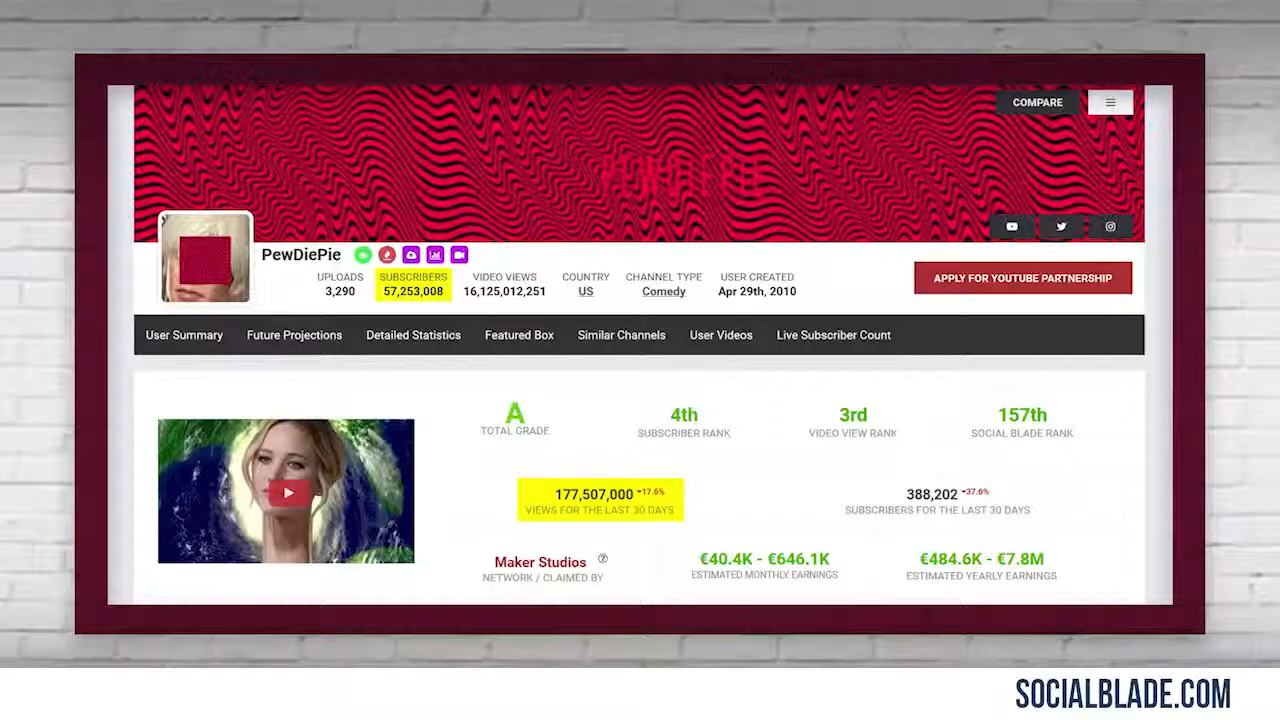 COMPARE
PEWDIEPIE
PewDiePie
UPLOADS SUBSCRIBERS VIDEO VIEWS COUNTRY CHANNEL TYPE USER CREATED
3,290 57,253,008 16,125,012,251 US Comedy Apr 29th, 2010
APPLY FOR YOUTUBE PARTNERSHIP
User Summary Future Projections Detailed Statistics Featured Box Similar Channels User Videos Live Subscriber Count
A 4th 3rd 157th
TOTAL GRADE SUBSCRIBER RANK VIDEO VIEW RANK SOCIAL BLADE RANK
177,507,000 17.6% 388,202 37.6%
VIEWS FOR THE LAST 30 DAYS SUBSCRIBERS FOR THE LAST 30 DAYS
Maker Studios €40.4K - €646.1K €484.6K - €7.8M
NETWORK / CLAIMED BY ESTIMATED MONTHLY EARNINGS ESTIMATED YEARLY EARNINGS
SOCIALBLADE.COM